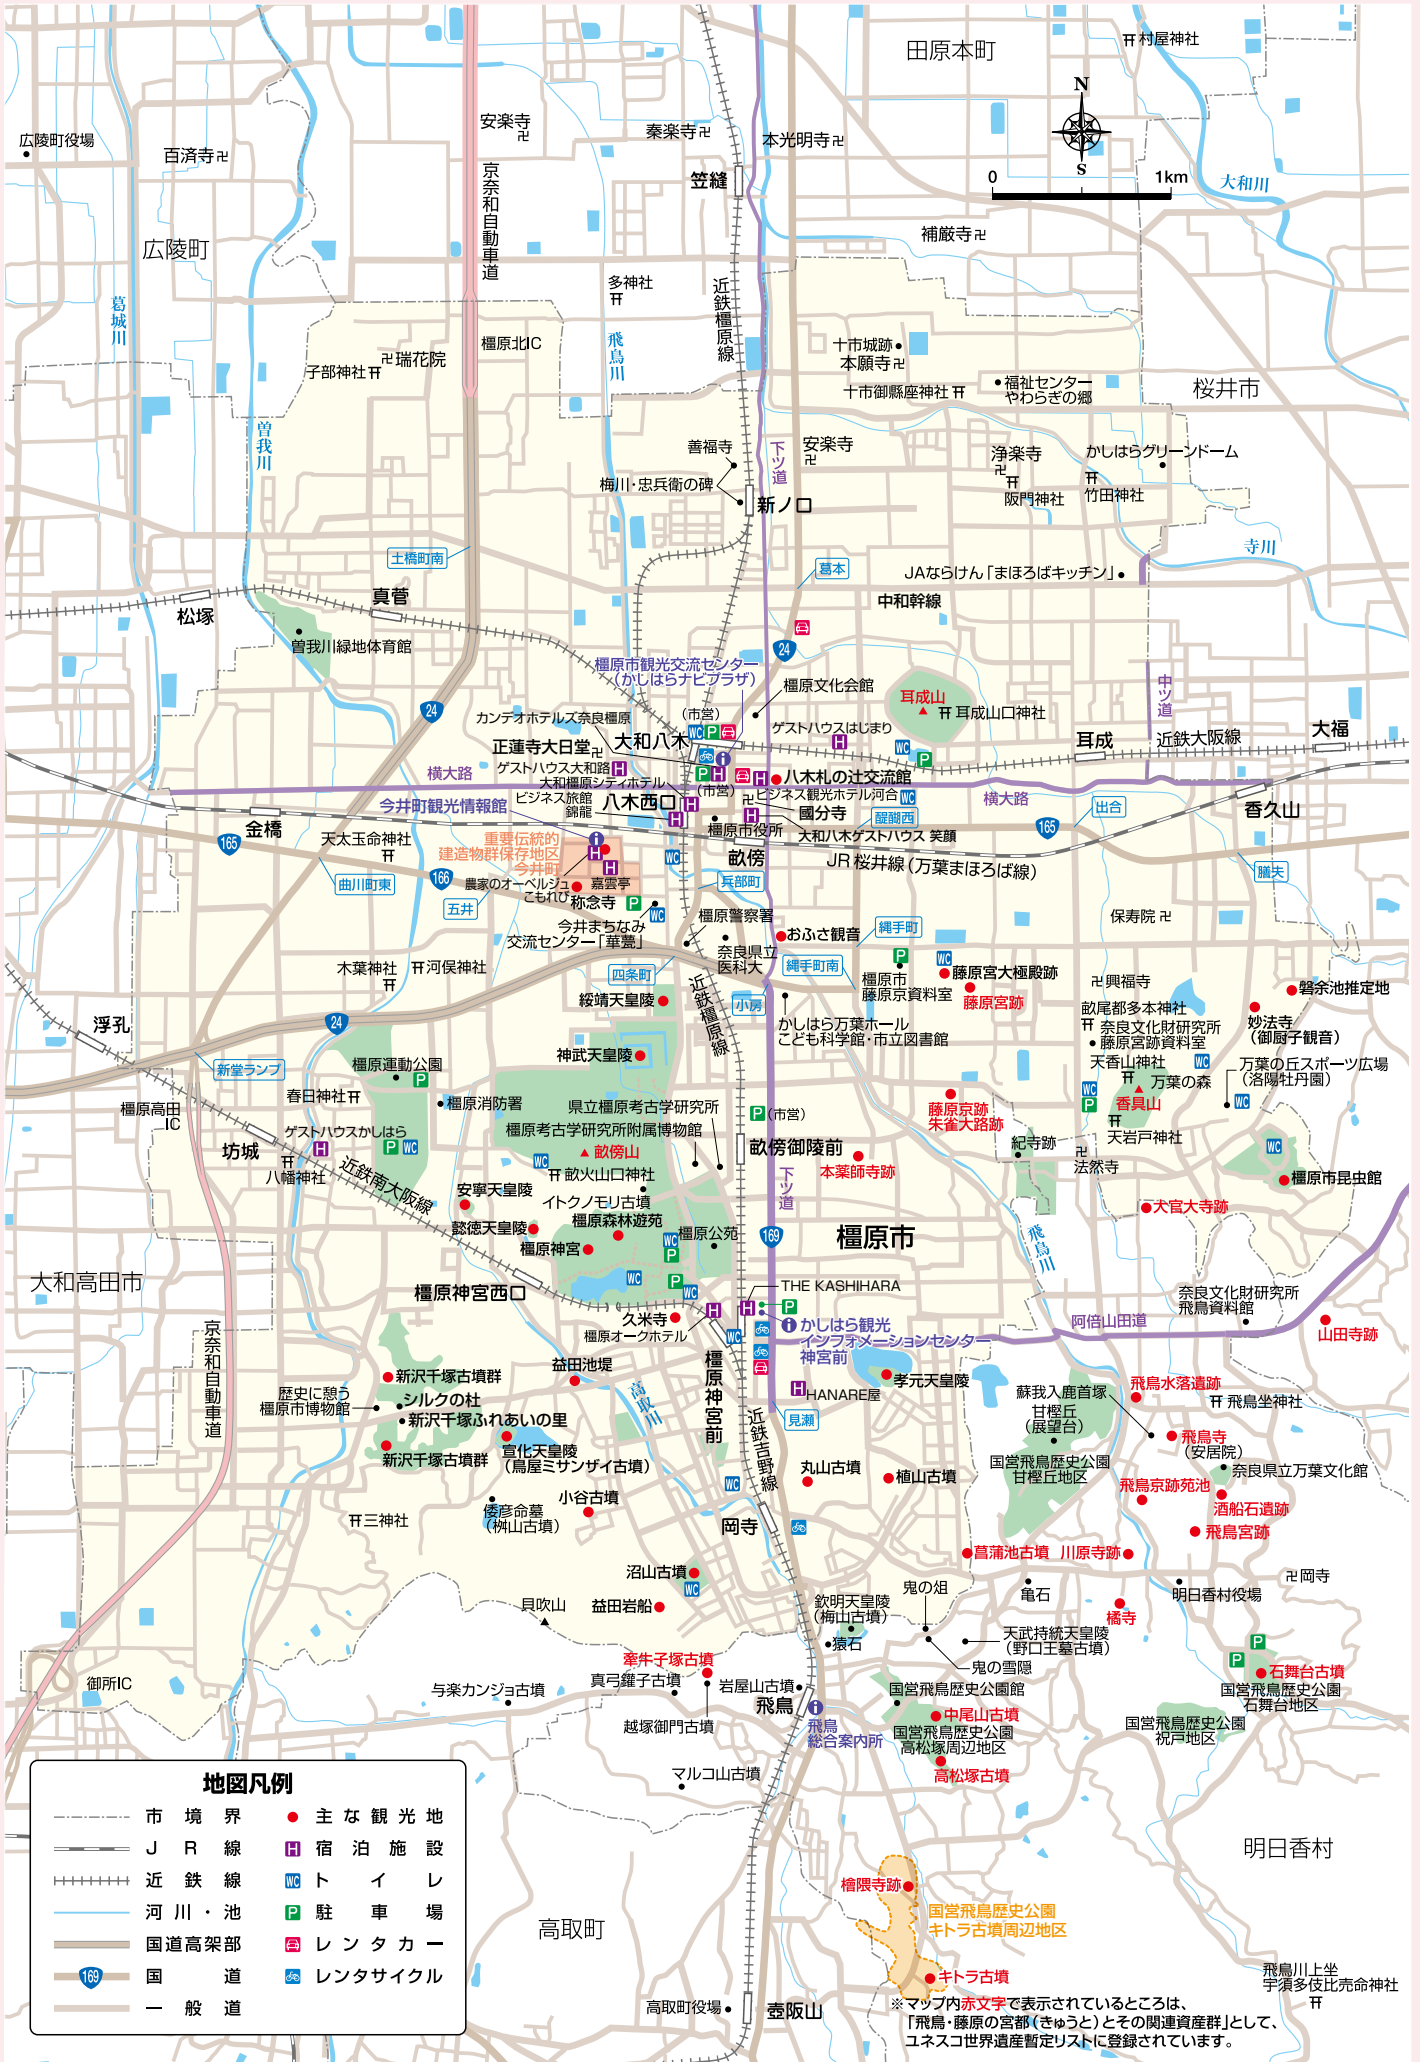 田原本町
村屋神社
N
S
0
1km
大和川
安楽寺
秦楽寺
本光明寺
広陵町役場
百済寺
笠縫
京奈和自動車道
補厳寺
広陵町
多神社
近鉄橿原線
葛城川
飛鳥川
橿原北IC
瑞花院
子部神社
十市城跡
本願寺
十市御縣座神社
福祉センター
やわらぎの郷
桜井市
曽我川
善福寺
下ツ道
安楽寺
浄楽寺
かしはらグリーンドーム
梅川・忠兵衛の碑
阪門神社
竹田神社
新ノ口
寺川
土橋町南
葛本
JAならけん「まほろばキッチン」
真菅
松塚
中和幹線
曽我川緑地体育館
24
橿原市観光交流センター
(かしはらナビプラザ)
橿原文化会館
耳成山
耳成山口神社
中ツ道
24
カンデオホテルズ奈良橿原
(市営)
ゲストハウスはじまり
大福
正蓮寺大日堂
大和八木
耳成
近鉄大阪線
ゲストハウス大和路
横大路
大和橿原シティホテル
八木札の辻交流館
(市営)
ビジネス旅館
錦龍
八木西口
ビジネス観光ホテル河合
横大路
今井町観光情報館
國分寺
出合
香久山
醍醐西
金橋
165
天太玉命神社
重要伝統的
建造物群保存地区
今井町
橿原市役所
大和八木ゲストハウス 笑顔
165
畝傍
JR 桜井線(万葉まほろば線)
膳夫
曲川町東
166
農家のオーベルジュ
こもれび
嘉雲亭
兵部町
五井
称念寺
今井まちなみ
交流センター「華甍」
橿原警察署
保寿院
おふさ観音
縄手町
奈良県立
医科大
木葉神社
河俣神社
四条町
縄手町南
橿原市
藤原京資料室
藤原宮大極殿跡
興福寺
磐余池推定地
綏靖天皇陵
近鉄橿原線
小房
藤原宮跡
畝尾都多本神社
妙法寺
(御厨子観音)
浮孔
24
かしはら万葉ホール
こども科学館・市立図書館
奈良文化財研究所
藤原宮跡資料室
神武天皇陵
新堂ランプ
橿原運動公園
天香山神社
万葉の森
万葉の丘スポーツ広場
(洛陽牡丹園)
春日神社
橿原消防署
県立橿原考古学研究所
(市営)
藤原京跡
朱雀大路跡
香具山
橿原高田
IC
ゲストハウスかしはら
橿原考古学研究所附属博物館
畝傍御陵前
天岩戸神社
紀寺跡
坊城
八幡神社
近鉄南大阪線
畝傍山
畝火山口神社
本薬師寺跡
法然寺
橿原市昆虫館
安寧天皇陵
イトクノモリ古墳
下ツ道
大官大寺跡
懿徳天皇陵
橿原森林遊苑
橿原公苑
169
橿原市
飛鳥川
橿原神宮
大和高田市
橿原神宮西口
THE KASHIHARA
奈良文化財研究所
飛鳥資料館
久米寺
橿原オークホテル
かしはら観光
インフォメーションセンター
神宮前
阿倍山田道
山田寺跡
京奈和自動車道
橿原神宮前
益田池堤
新沢千塚古墳群
高取川
孝元天皇陵
飛鳥水落遺跡
歴史に憩う
橿原市博物館
シルクの杜
HANARE屋
蘇我入鹿首塚
甘樫丘
(展望台)
飛鳥坐神社
新沢千塚ふれあいの里
近鉄吉野線
見瀬
飛鳥寺
(安居院)
新沢千塚古墳群
宣化天皇陵
(鳥屋ミサンザイ古墳)
丸山古墳
植山古墳
国営飛鳥歴史公園
甘樫丘地区
奈良県立万葉文化館
飛鳥京跡苑池
酒船石遺跡
三神社
倭彦命墓
(桝山古墳)
小谷古墳
岡寺
飛鳥宮跡
菖蒲池古墳
川原寺跡
沼山古墳
鬼の俎
亀石
明日香村役場
岡寺
貝吹山
益田岩船
欽明天皇陵
(梅山古墳)
橘寺
猿石
天武持統天皇陵
(野口王墓古墳)
牽牛子塚古墳
鬼の雪隠
石舞台古墳
御所IC
与楽カンジョ古墳
真弓鑵子古墳
岩屋山古墳
飛鳥
国営飛鳥歴史公園館
国営飛鳥歴史公園
石舞台地区
越塚御門古墳
飛鳥
総合案内所
中尾山古墳
国営飛鳥歴史公園
高松塚周辺地区
国営飛鳥歴史公園
祝戸地区
マルコ山古墳
高松塚古墳
地図凡例
市境界
主な観光地
JR線
宿泊施設
近鉄線
トイレ
河川・池
駐車場
国道高架部
レンタカー
169
国道
レンタサイクル
一般道
明日香村
檜隈寺跡
国営飛鳥歴史公園
キトラ古墳周辺地区
高取町
キトラ古墳
飛鳥川上坐
宇須多伎比売命神社
高取町役場
壺阪山
※マップ内赤文字で表示されているところは、
「飛鳥・藤原の宮都(きゅうと)とその関連資産群」として、
ユネスコ世界遺産暫定リストに登録されています。